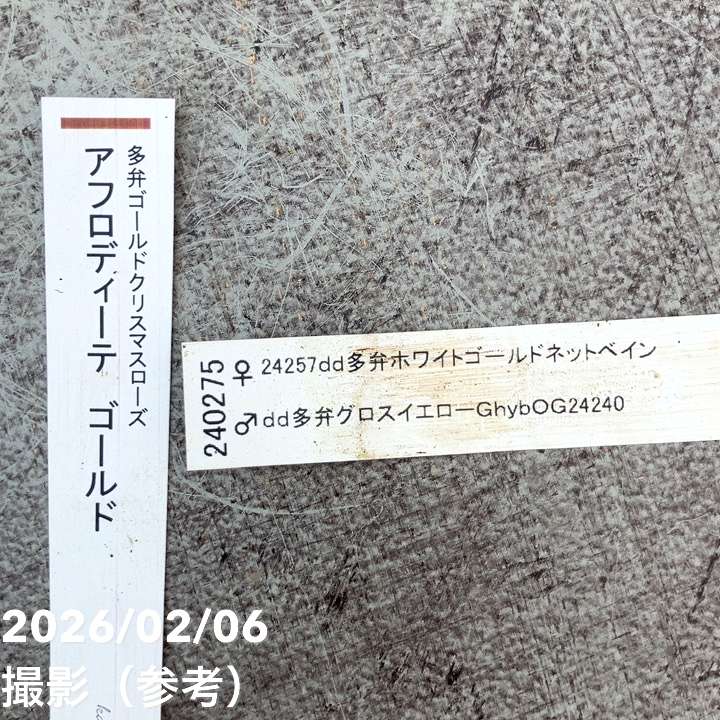 多弁ゴールドクリスマスローズ
アフロディーテ ゴールド
240275
♀ 24257dd多弁ホワイトゴールドネットベイン
♂dd多弁グロスイエローGhybOG24240
2026/02/06
撮影（参考）